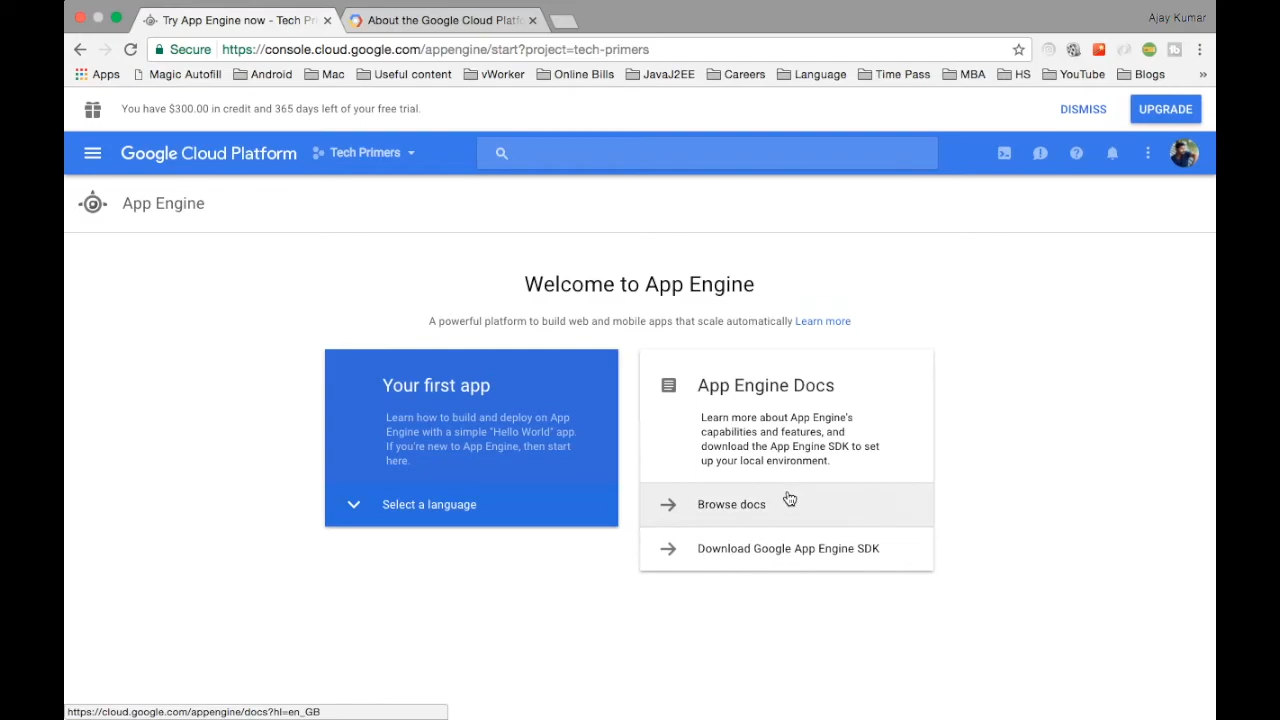 Try App Engine now - Tech Pri
About the Google Cloud Platf
Ajay Kumar
Secure https://console.cloud.google.com/appengine/start?project=tech-primers
Apps Magic Autofill Android Mac Useful content vWorker Online Bills JavaJ2EE Careers Language Time Pass MBA HS YouTube Blogs »
You have $300.00 in credit and 365 days left of your free trial.
DISMISS
UPGRADE
Google Cloud Platform
Tech Primers
App Engine
Welcome to App Engine
A powerful platform to build web and mobile apps that scale automatically Learn more
Your first app
Learn how to build and deploy on App
Engine with a simple "Hello World" app.
If you're new to App Engine, then start
here.
Select a language
App Engine Docs
Learn more about App Engine's
capabilities and features, and
download the App Engine SDK to set
up your local environment.
Browse docs
Download Google App Engine SDK
https://cloud.google.com/appengine/docs?hl=en_GB